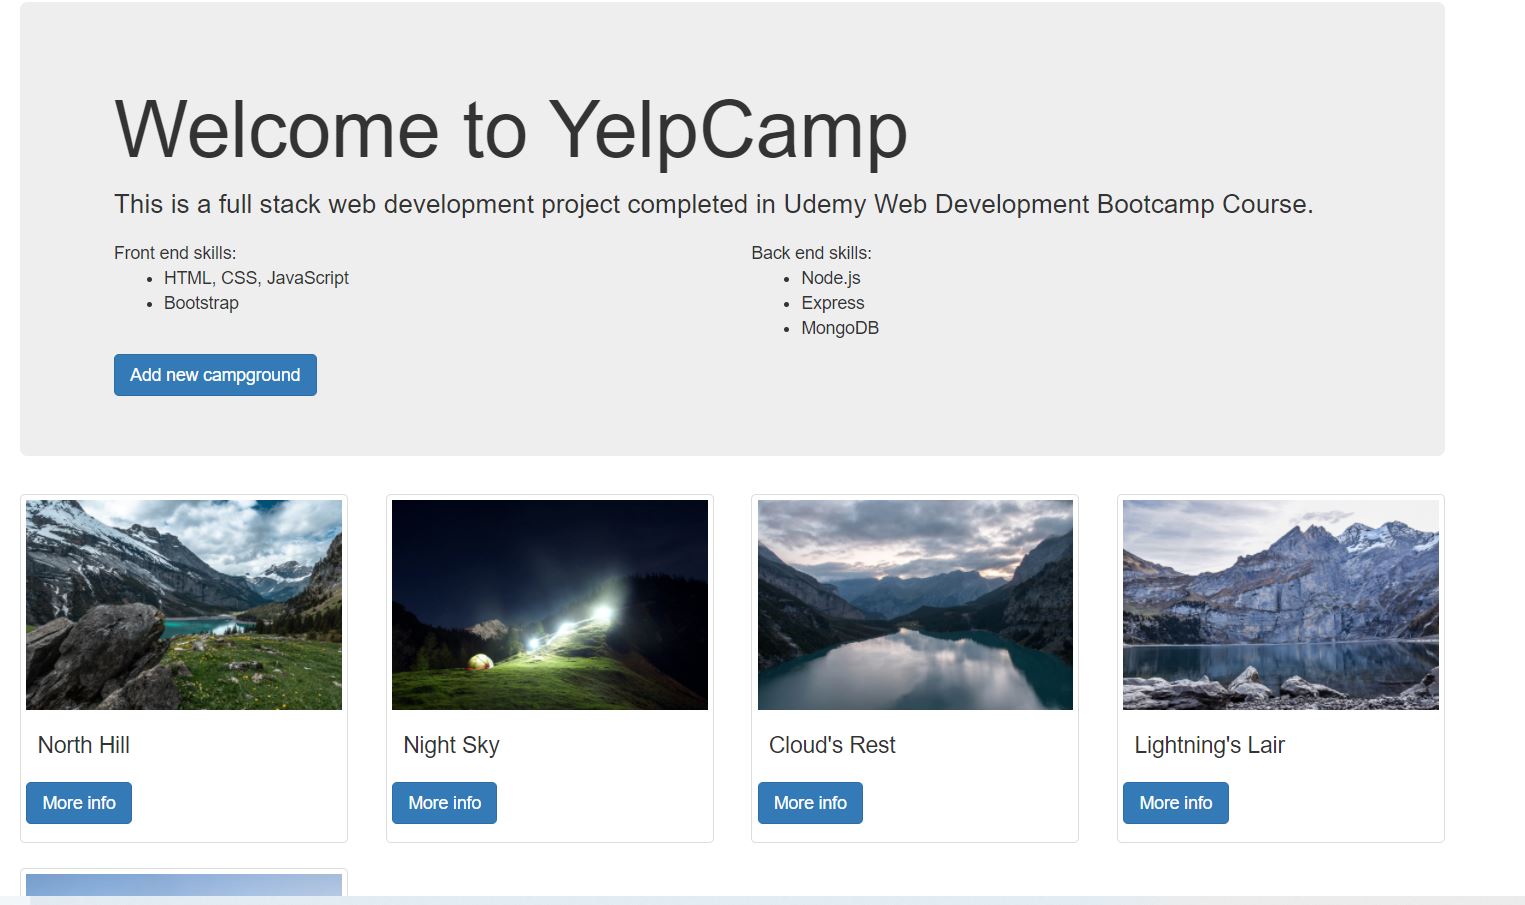 Welcome to YelpCamp
This is a full stack web development project completed in Udemy Web Development Bootcamp Course.
Front end skills:
HTML, CSS, JavaScript
Bootstrap
Back end skills:
Node.js
Express
MongoDB
Add new campground
North Hill
More info
Night Sky
More info
Cloud's Rest
More info
Lightning's Lair
More info